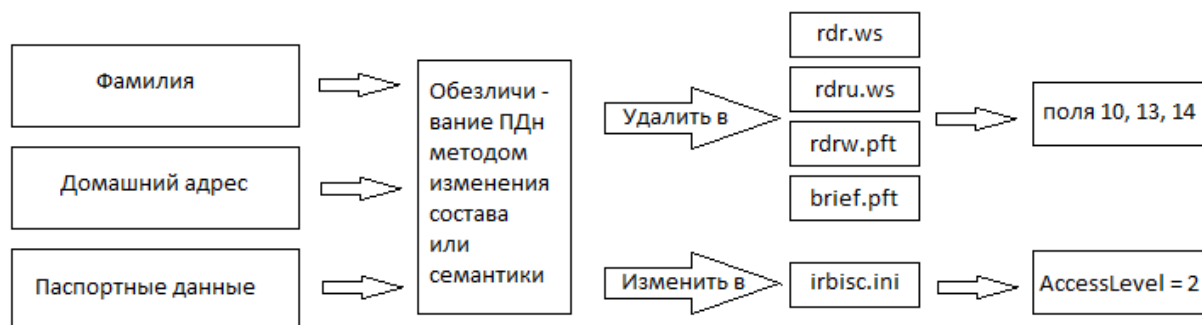 Фамилия
Домашний адрес
Паспортные данные
Обезличи -
вание ПДн
методом
изменения
состава
или
семантики
Удалить в
rdr.ws
rdru.ws
rdrw.pft
brief.pft
поля 10, 13, 14
Изменить в
irbisc.ini
AccessLevel = 2